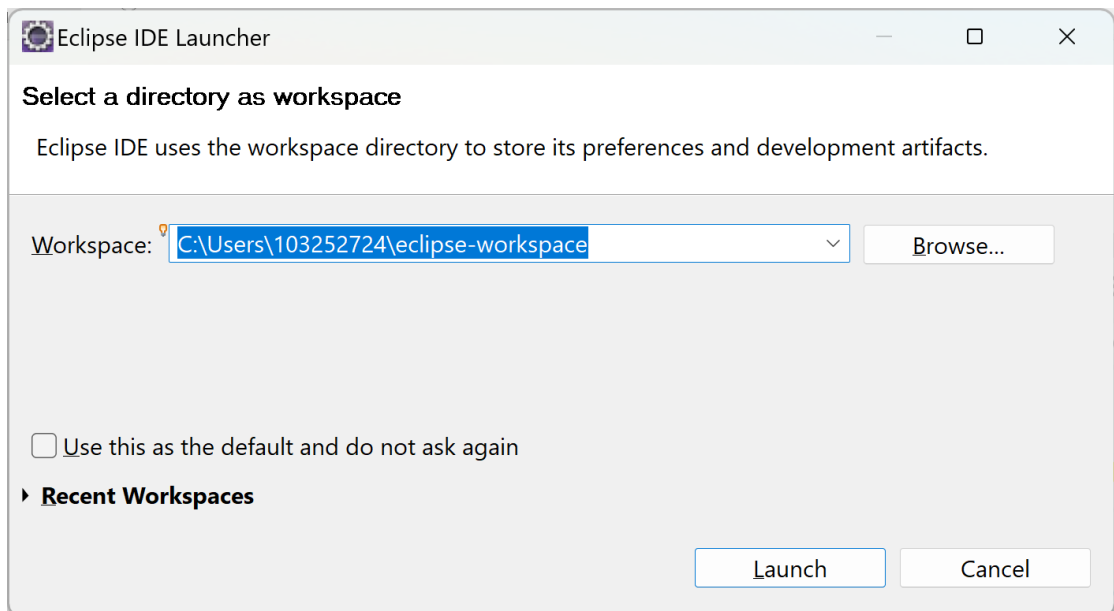 Eclipse IDE Launcher
Select a directory as workspace
Eclipse IDE uses the workspace directory to store its preferences and development artifacts.
Workspace: C:\Users\103252724\eclipse-workspace Browse...
Use this as the default and do not ask again
Recent Workspaces
Launch Cancel